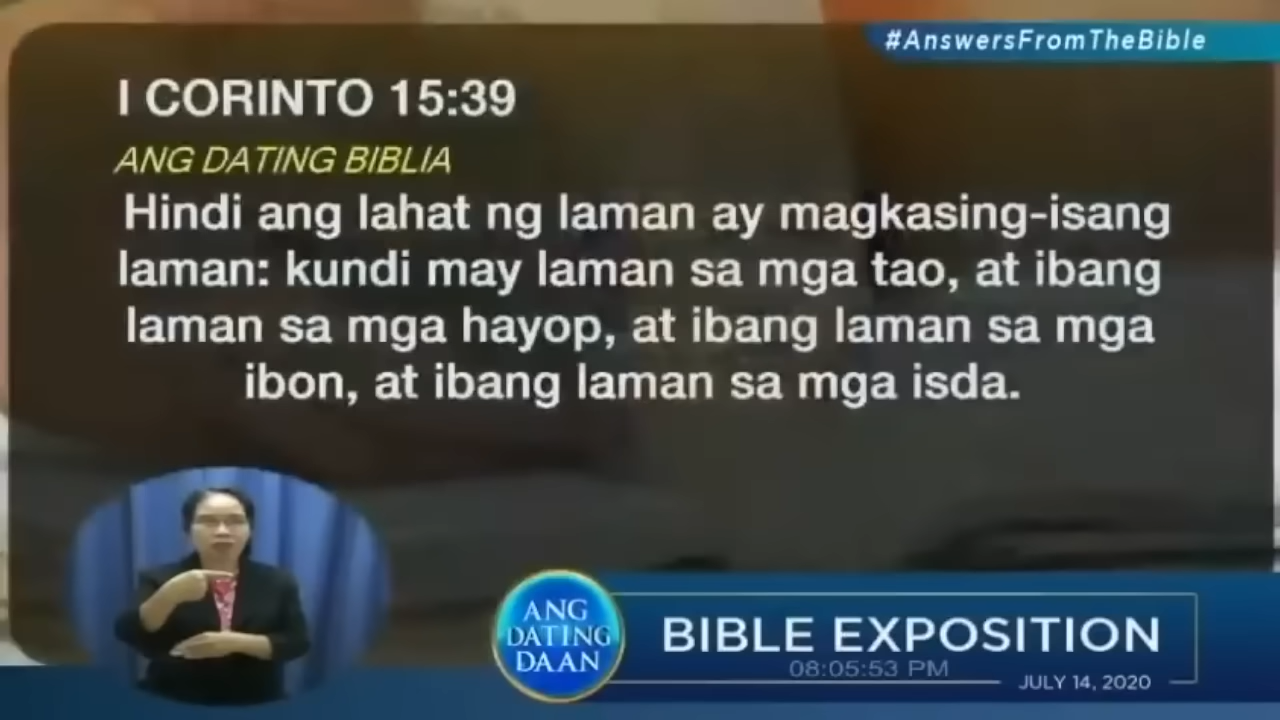 #AnswersFromTheBible
I CORINTO 15:39
ANG DATING BIBLIA
Hindi ang lahat ng laman ay magkasing-isang
laman: kundi may laman sa mga tao, at ibang
laman sa mga hayop, at ibang laman sa mga
ibon, at ibang laman sa mga isda.
ANG
DATING
DAAN
BIBLE EXPOSITION
08:05:53 PM
JULY 14, 2020